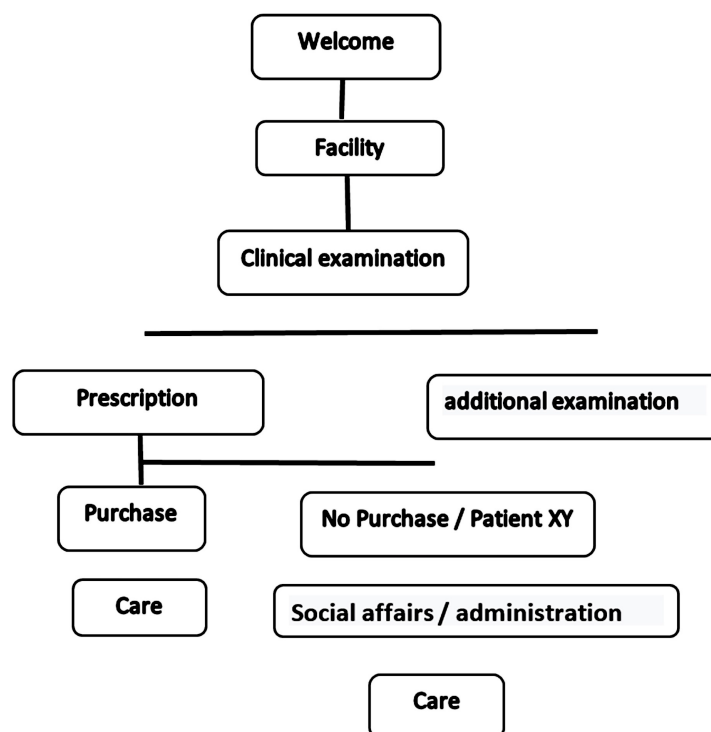 Welcome
Facility
Clinical examination
Prescription
additional examination
Purchase
No Purchase / Patient XY
Care
Social affairs / administration
Care